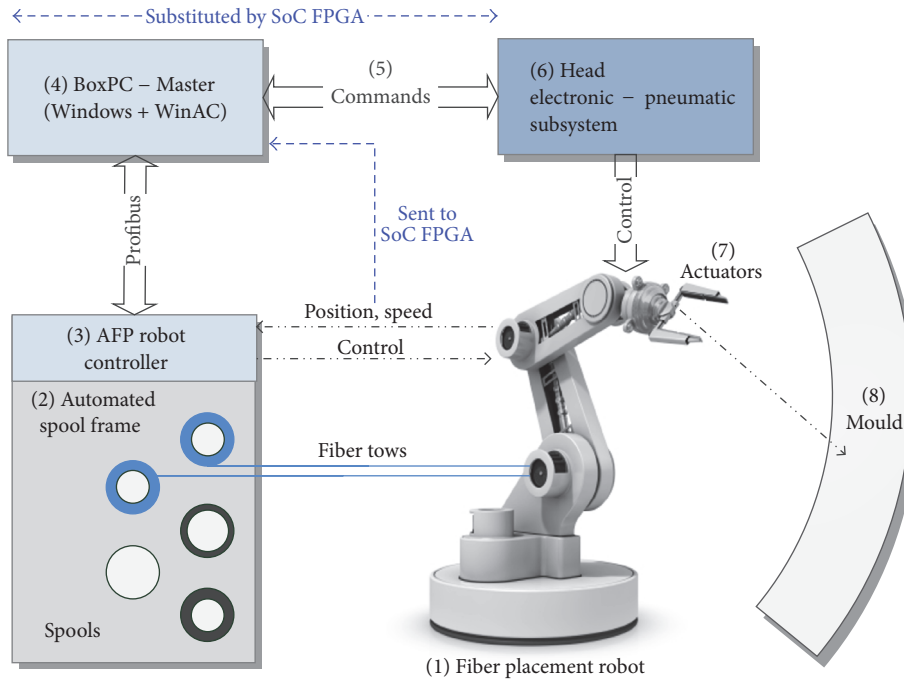 Substituted by SoC FPGA
(4) BoxPC – Master
(Windows + WinAC)
(5)
Commands
(6) Head
electronic – pneumatic
subsystem
Profibus
Sent to
SoC FPGA
Control
(7)
Actuators
(3) AFP robot
controller
Position, speed
Control
(2) Automated
spool frame
Fiber tows
(8)
Mould
Spools
(1) Fiber placement robot